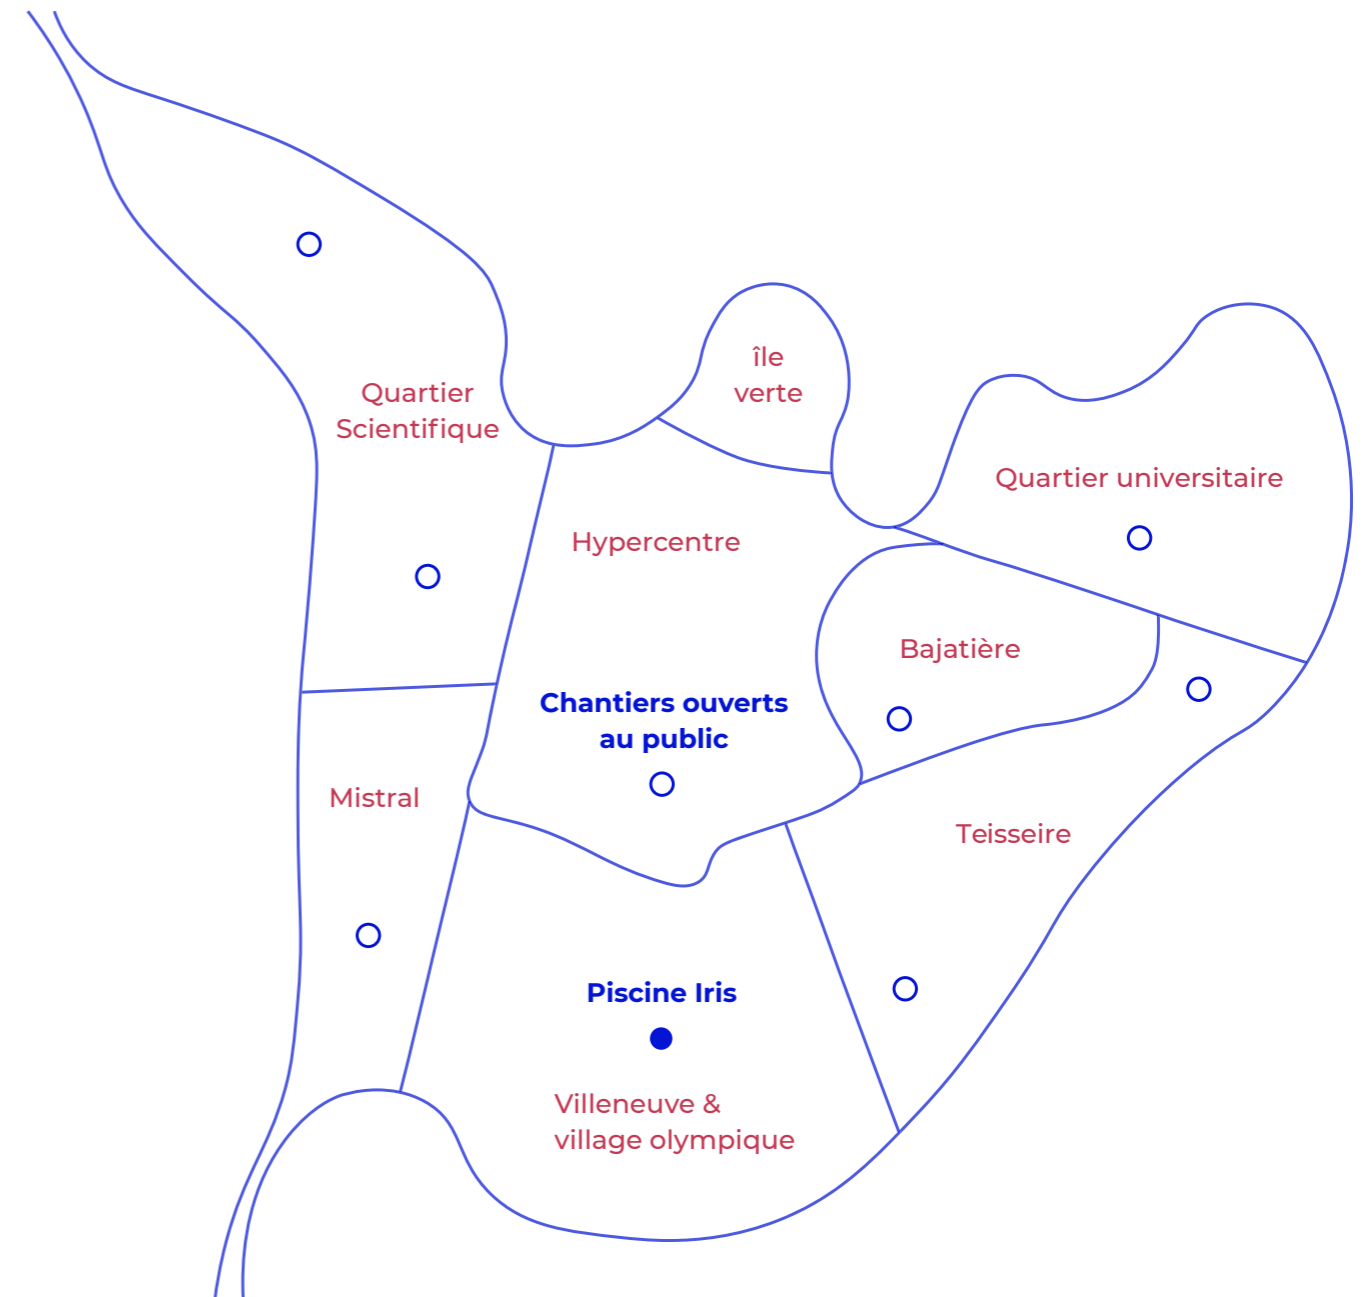 île
verte
Quartier
Scientifique
Quartier universitaire
Hypercentre
Bajatière
Chantiers ouverts
au public
Mistral
Teisseire
Piscine Iris
Villeneuve &
village olympique